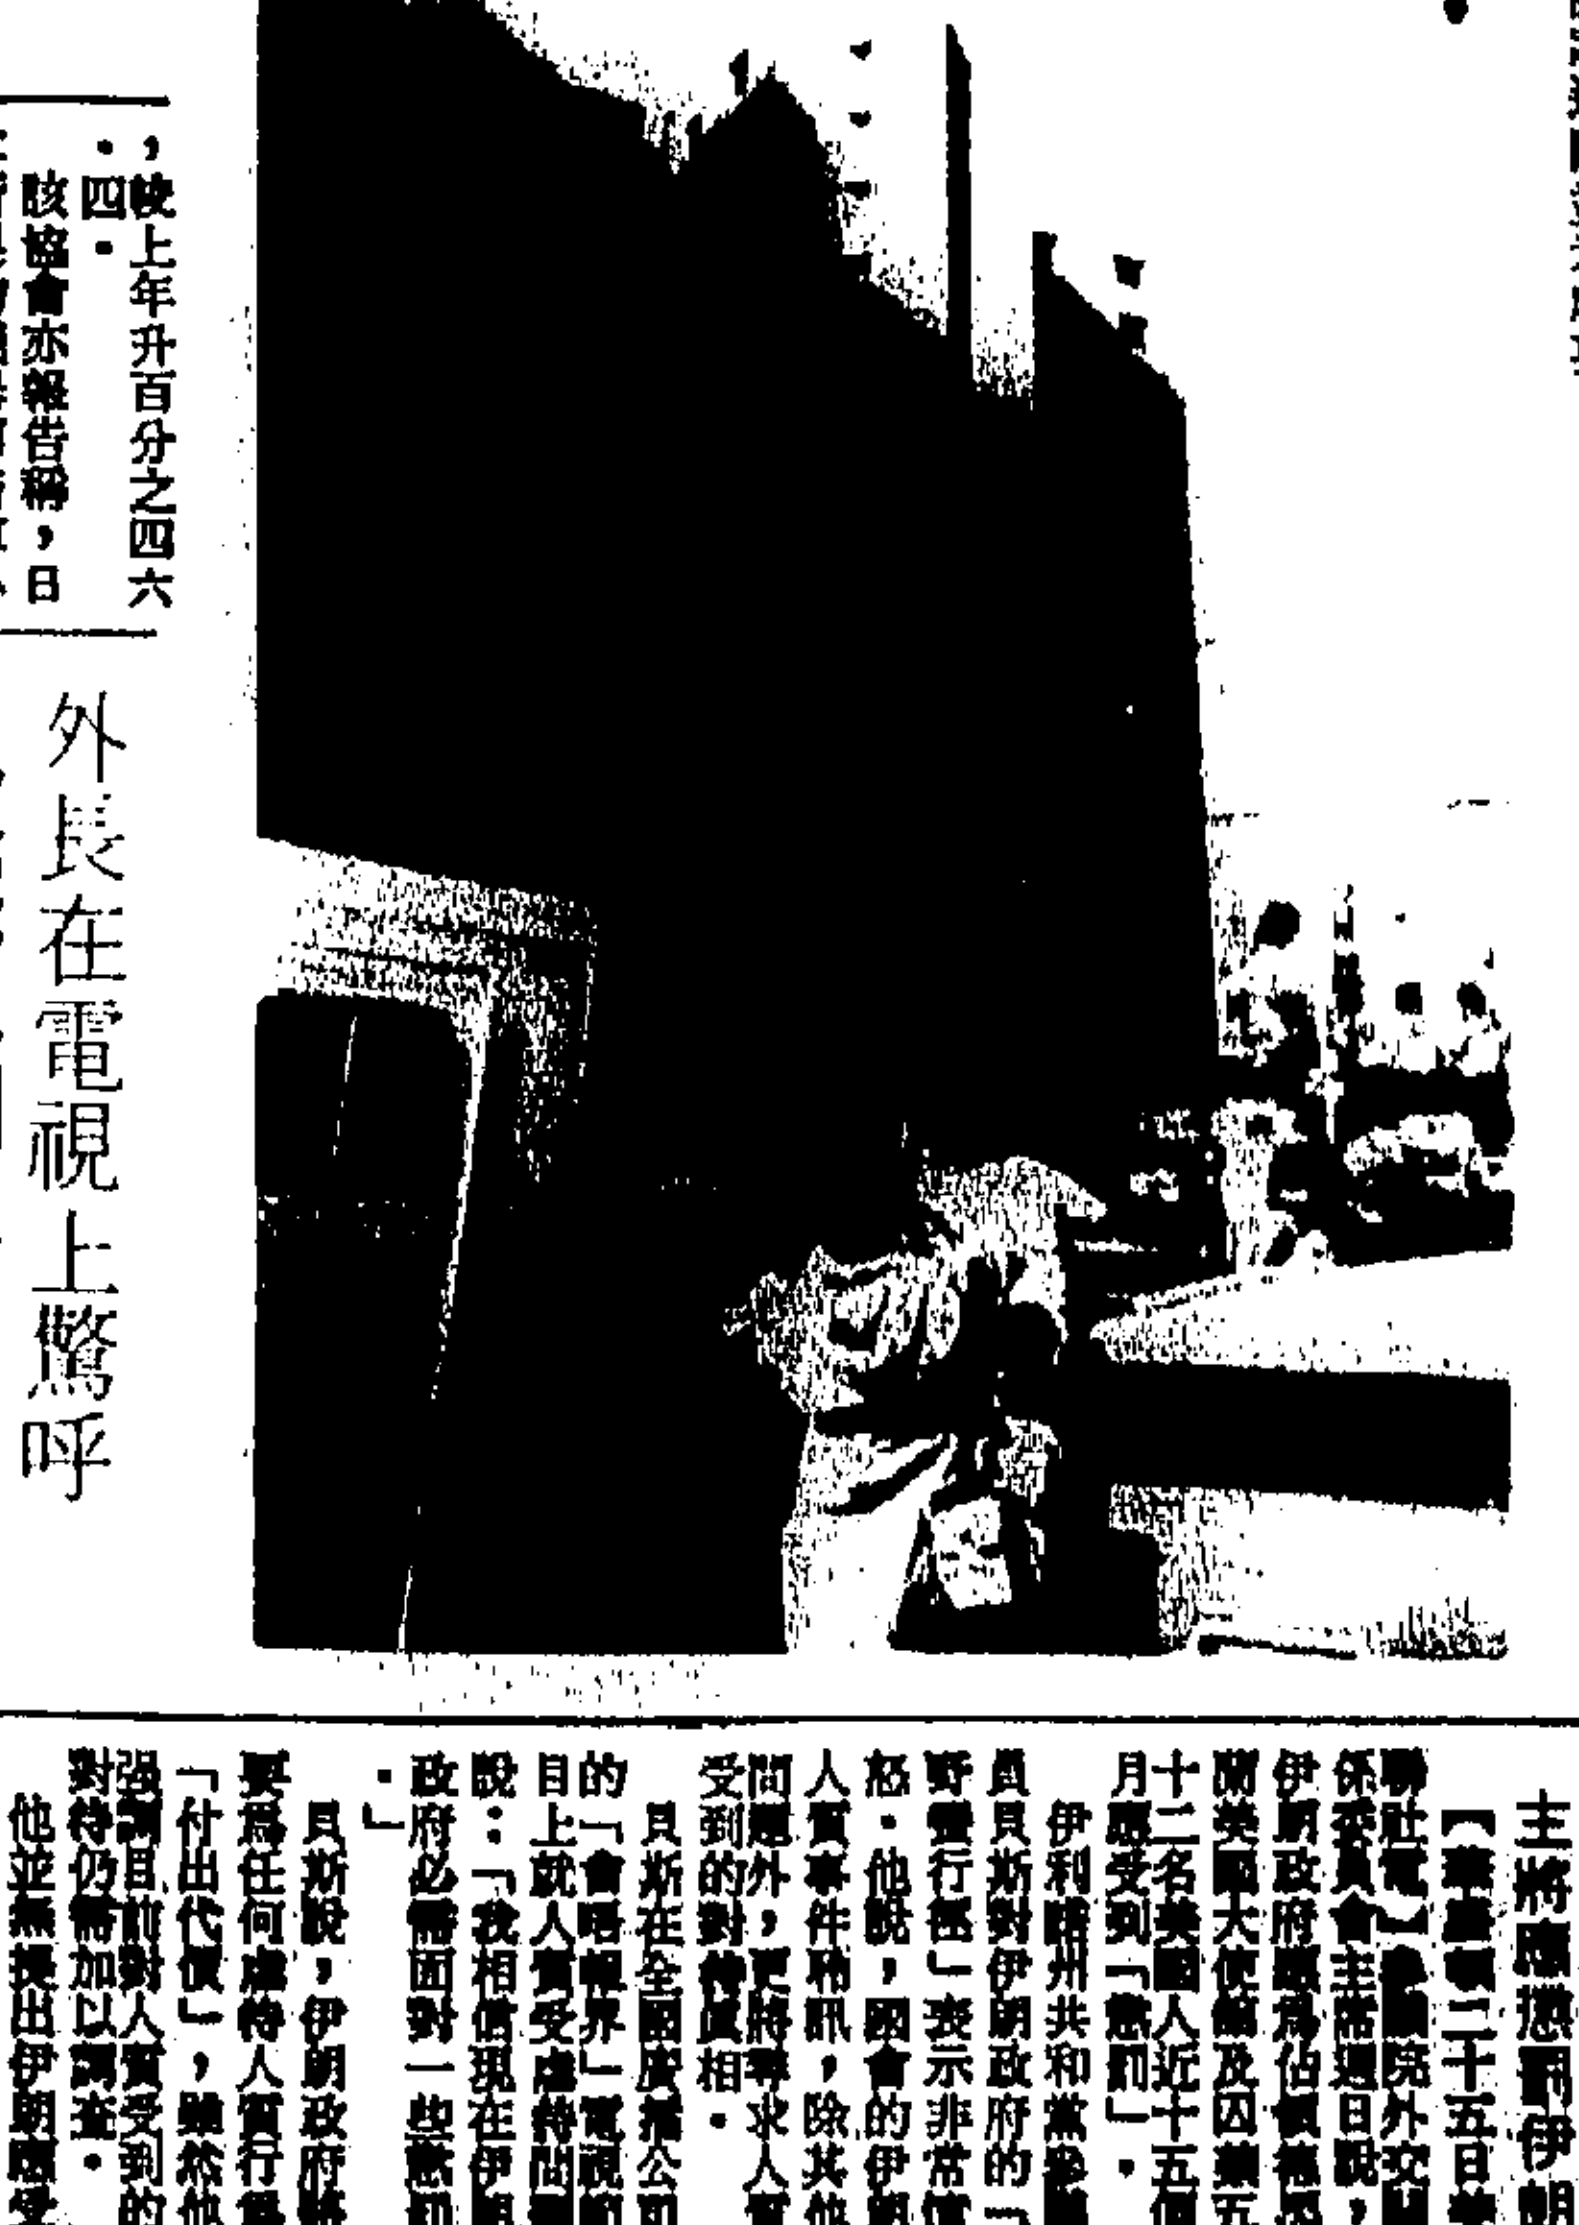 ，較上年升百分之四六
．四．
該協會亦報告稱，日
外長在電視上驚呼
主將應懲罰伊朗
【華盛頓二十五日
聯社電】參議院外交
係委員會主席週日說，
伊朗政府應為佔領德
蘭美國大使館及囚禁五
十二名美國人近十五個
月應受到「懲罰」．
伊利諾州共和黨參
員貝斯對伊朗政府的「
野蠻行徑」表示非常憤
怒．他說，國會的伊朗
人質事件聆訊，除其他
問題外，更將尋求人質
受到的對待真相．
貝斯在全國廣播公司
的「會晤報界」電視節
目上就人質受虐待問題
說：「我相信現在伊朗
政府必需面對一些懲罰
．」
貝斯說，伊朗政府
要為任何虐待人質行為
「付出代價」，雖然他
强調目前對人質受到的
對待仍需加以調查．
他並無提出伊朗應受